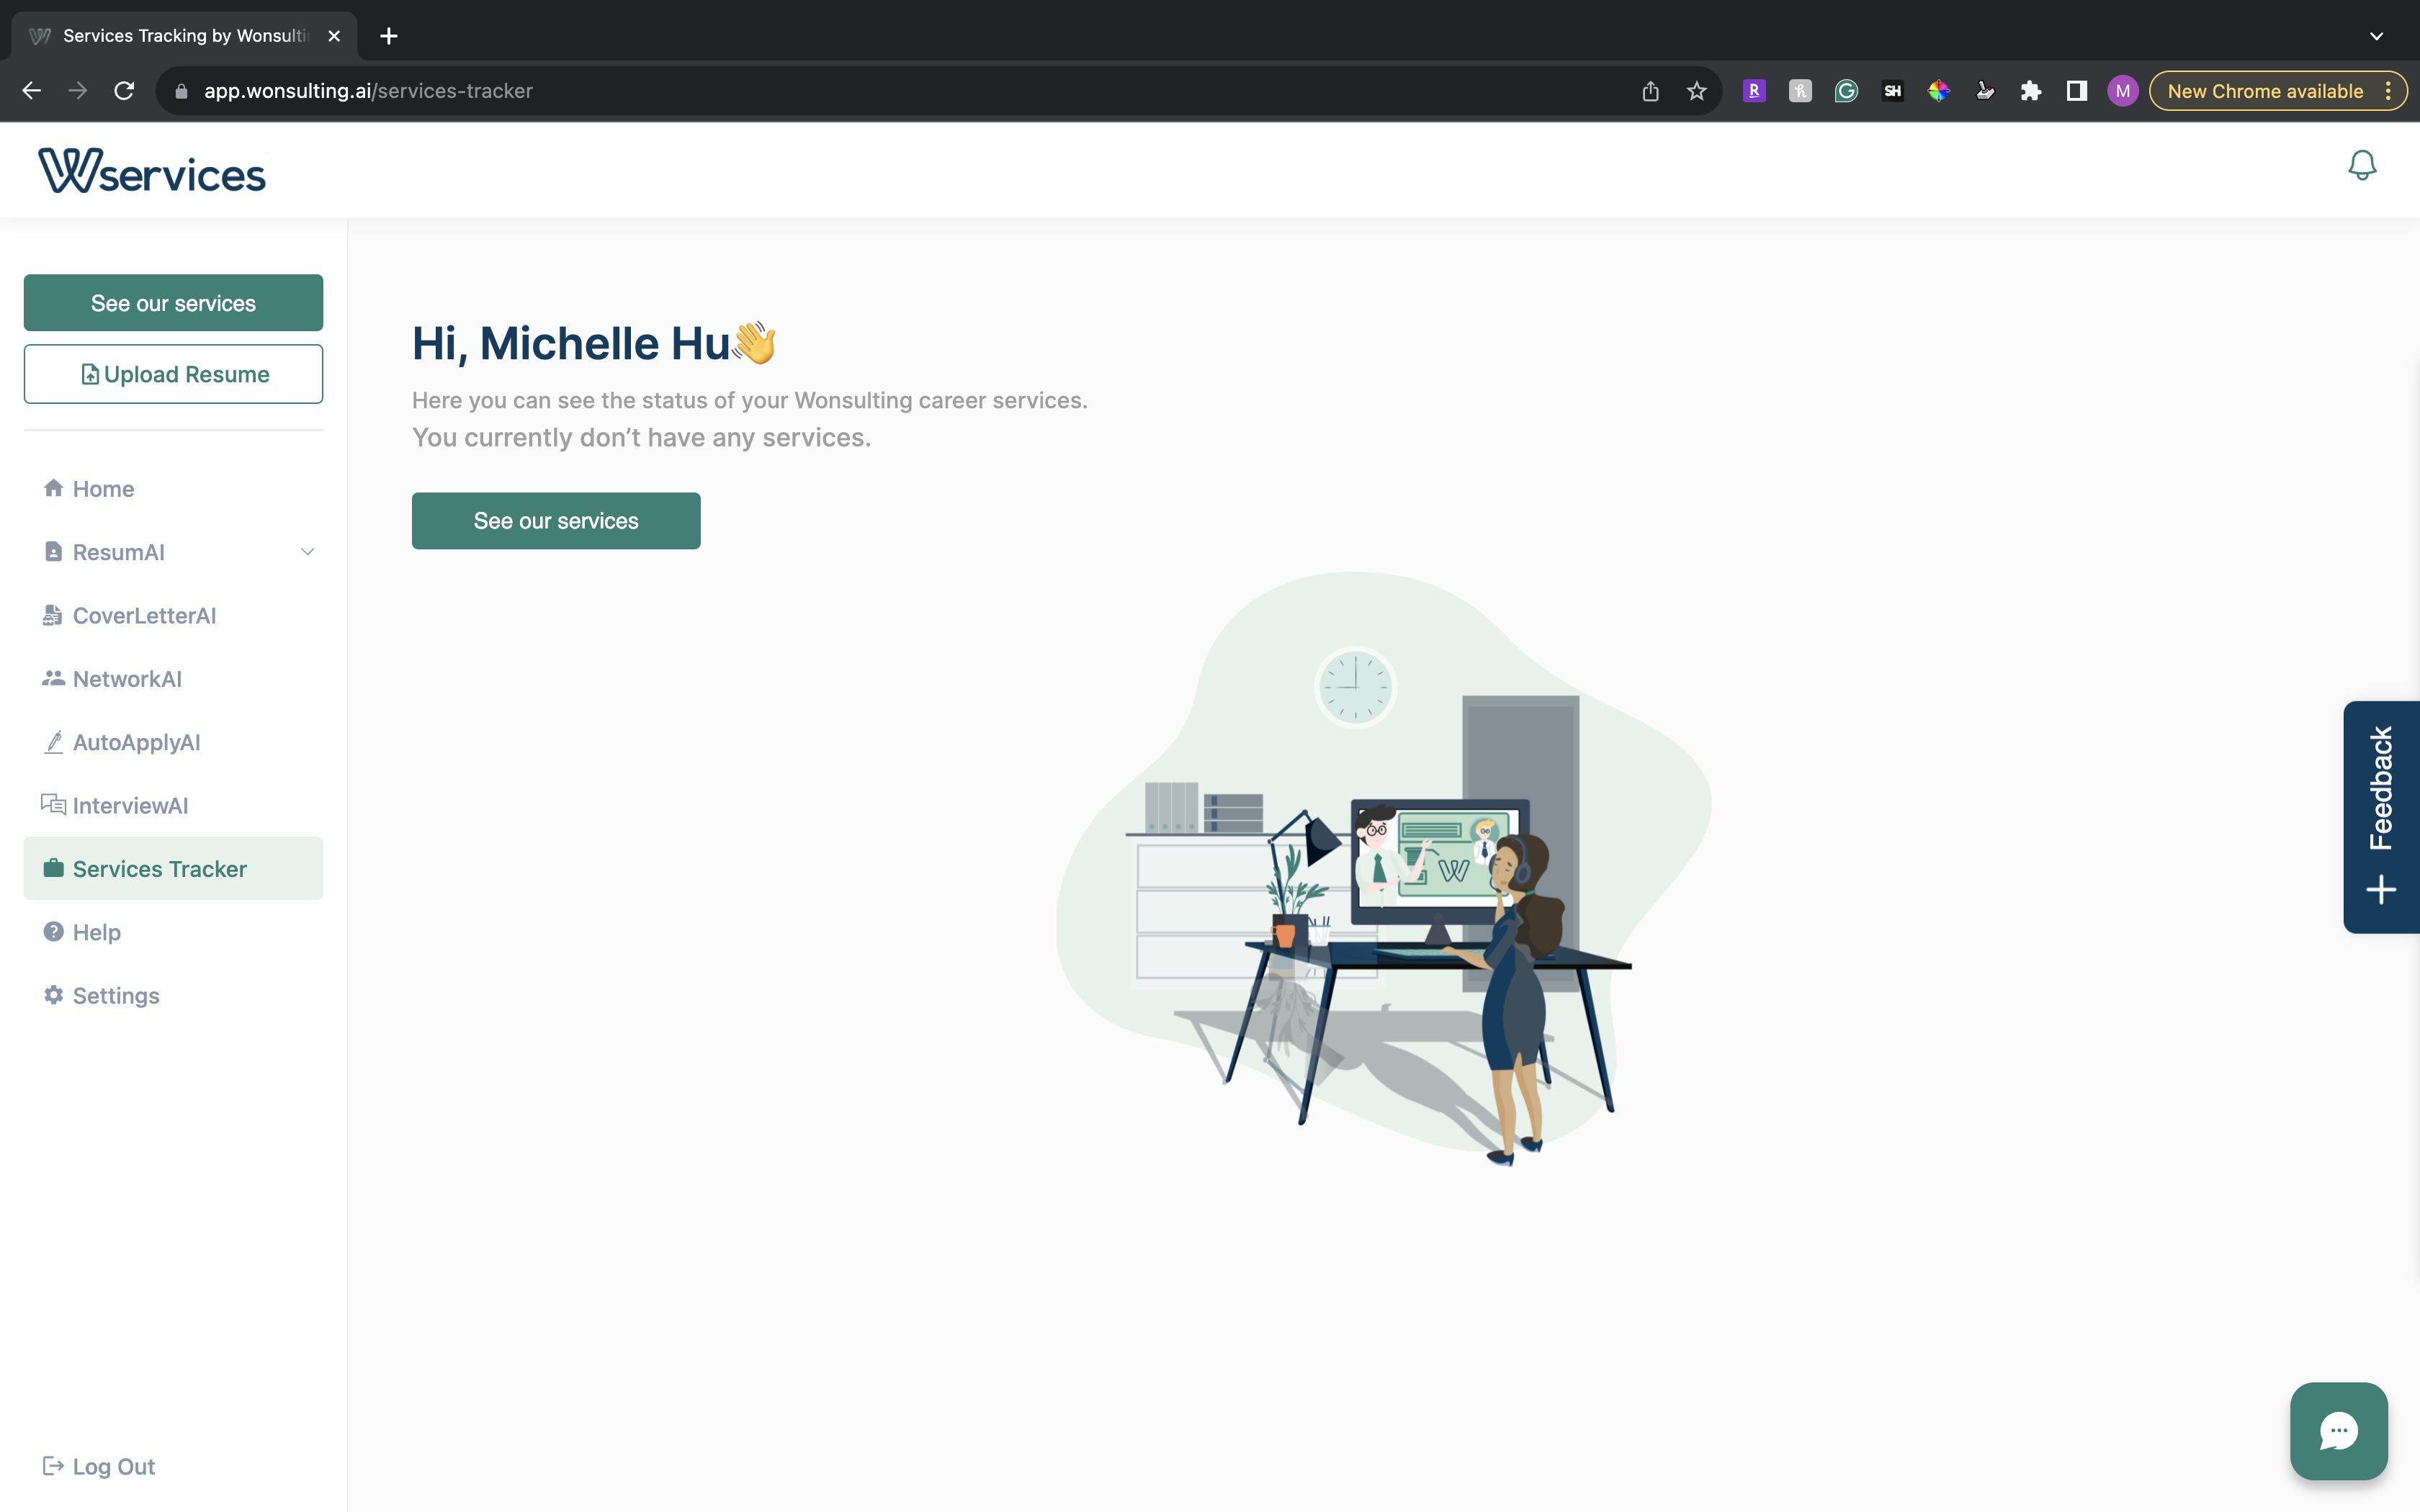 Services Tracking by Wonsulti
app.wonsulting.ai/services-tracker
R
SH
M
New Chrome available
Wservices
See our services
Upload Resume
Home
ResumAI
CoverLetterAI
NetworkAI
AutoApplyAI
InterviewAI
Services Tracker
Help
Settings
Log Out
Hi, Michelle Hu👋
Here you can see the status of your Wonsulting career services.
You currently don’t have any services.
See our services
W
Feedback